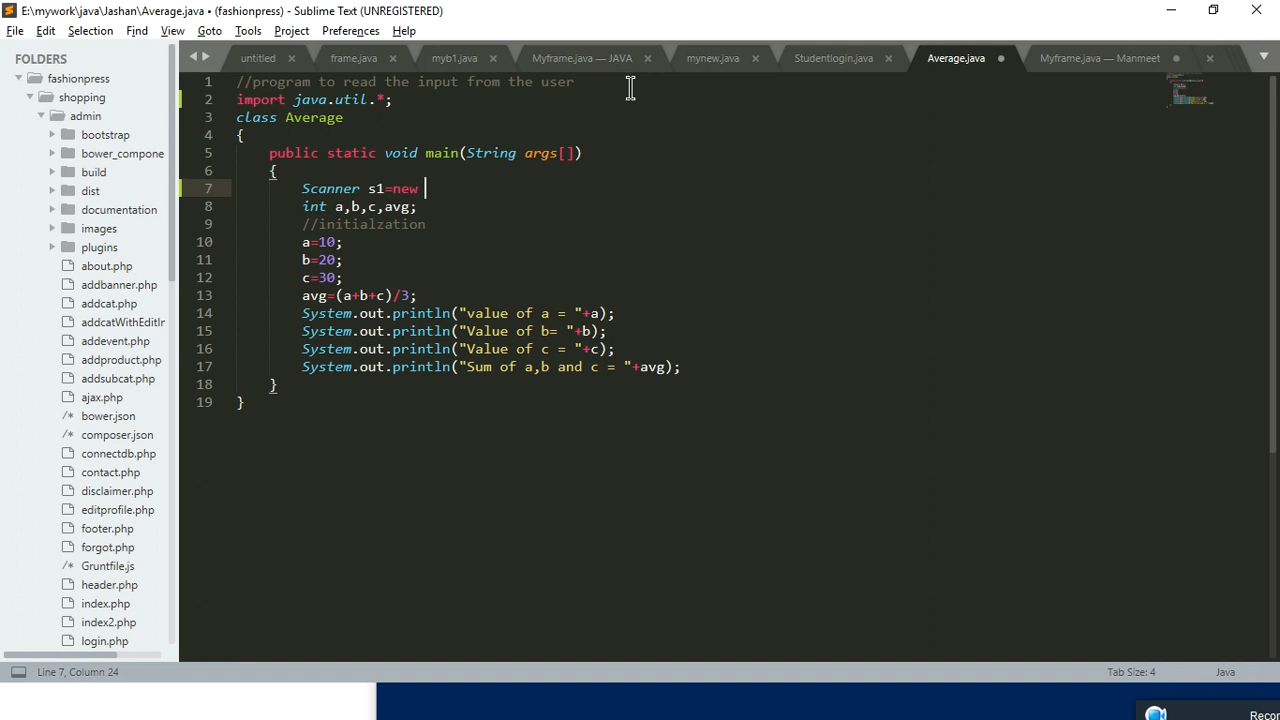 E:\mywork\java\Jashan\Average.java • (fashionpress) - Sublime Text (UNREGISTERED)
File Edit Selection Find View Goto Tools Project Preferences Help
FOLDERS
fashionpress
shopping
admin
bootstrap
bower_compone
build
dist
documentation
images
plugins
about.php
addbanner.php
addcat.php
addcatWithEditIr
addevent.php
addproduct.php
addsubcat.php
ajax.php
/* bower.json
/* composer.json
connectdb.php
contact.php
disclaimer.php
editprofile.php
footer.php
forgot.php
/* Gruntfile.js
header.php
index.php
index2.php
login.php
untitled frame.java myb1.java Myframe.java — JAVA mynew.java Studentlogin.java Average.java Myframe.java — Manmeet
1 //program to read the input from the user
2 import java.util.*;
3 class Average
4 {
5 public static void main(String args[])
6 {
7 Scanner s1=new
8 int a,b,c,avg;
9 //initialzation
10 a=10;
11 b=20;
12 c=30;
13 avg=(a+b+c)/3;
14 System.out.println("value of a = "+a);
15 System.out.println("Value of b= "+b);
16 System.out.println("Value of c = "+c);
17 System.out.println("Sum of a,b and c = "+avg);
18 }
19 }
Line 7, Column 24 Tab Size: 4 Java
Recor